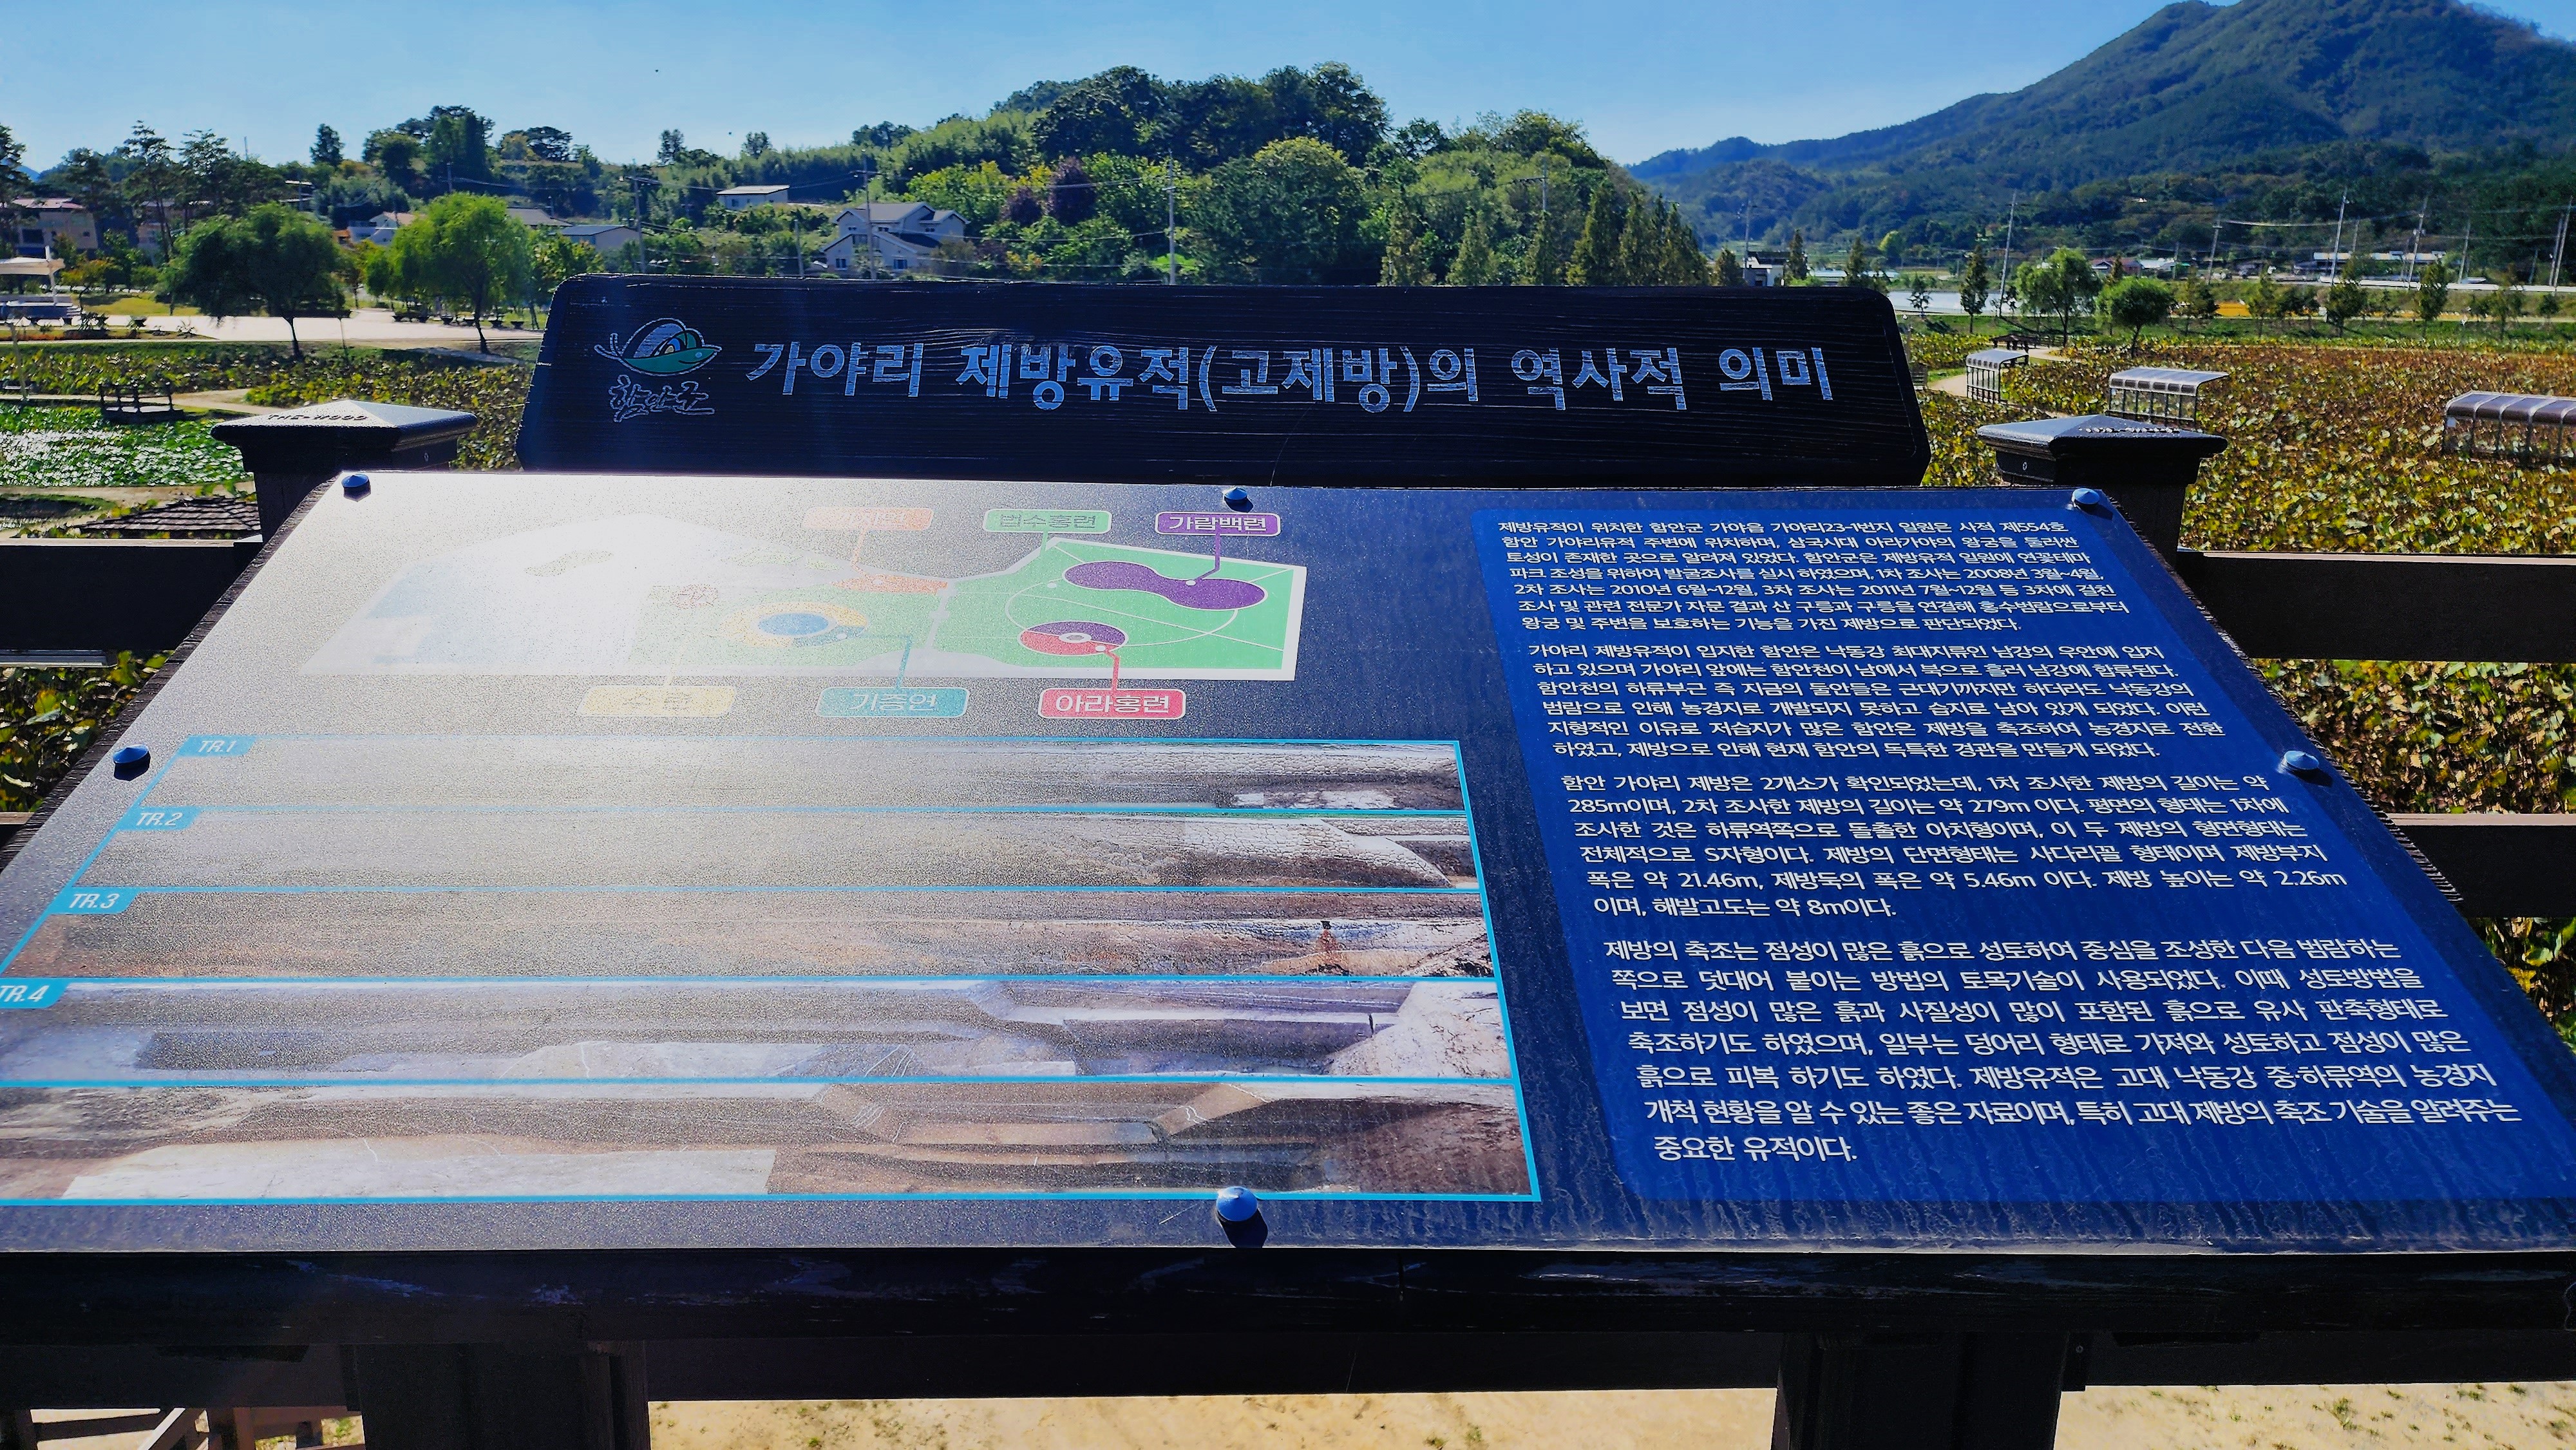 함안군
가야리 제방유적(고제방)의 역사적 의미
THE-WOOD
법수홍련
가람백련
기증연
아라홍련
TR.1
TR.2
TR.3
TR.4
제방유적이 위치한 함안군 가야읍 가야리23-1번지 일원은 사적 제554호
함안 가야리유적 주변에 위치하며, 삼국시대 아라가야의 왕궁을 둘러싼
토성이 존재한 곳으로 알려져 있었다. 함안군은 제방유적 일원에 연꽃테마
파크 조성을 위하여 발굴조사를 실시 하였으며, 1차 조사는 2008년 3월~4월,
2차 조사는 2010년 6월~12월, 3차 조사는 2011년 7월~12월 등 3차에 걸친
조사 및 관련 전문가 자문 결과 산 구릉과 구릉을 연결해 홍수범람으로부터
왕궁 및 주변을 보호하는 기능을 가진 제방으로 판단되었다.
가야리 제방유적이 입지한 함안은 낙동강 최대지류인 남강의 우안에 입지
하고 있으며 가야리 앞에는 함안천이 남에서 북으로 흘러 남강에 합류된다.
함안천의 하류부근 즉 지금의 둘안들은 근대기까지만 하더라도 낙동강의
범람으로 인해 농경지로 개발되지 못하고 습지로 남아 있게 되었다. 이런
지형적인 이유로 저습지가 많은 함안은 제방을 축조하여 농경지로 전환
하였고, 제방으로 인해 현재 함안의 독특한 경관을 만들게 되었다.
함안 가야리 제방은 2개소가 확인되었는데, 1차 조사한 제방의 길이는 약
285m이며, 2차 조사한 제방의 길이는 약 279m 이다. 평면의 형태는 1차에
조사한 것은 하류역쪽으로 돌출한 아치형이며, 이 두 제방의 형면형태는
전체적으로 S자형이다. 제방의 단면형태는 사다리꼴 형태이며 제방부지
폭은 약 21.46m, 제방둑의 폭은 약 5.46m 이다. 제방 높이는 약 2.26m
이며, 해발고도는 약 8m이다.
제방의 축조는 점성이 많은 흙으로 성토하여 중심을 조성한 다음 범람하는
쪽으로 덧대어 붙이는 방법의 토목기술이 사용되었다. 이때 성토방법을
보면 점성이 많은 흙과 사질성이 많이 포함된 흙으로 유사 판축형태로
축조하기도 하였으며, 일부는 덩어리 형태로 가져와 성토하고 점성이 많은
흙으로 피복 하기도 하였다. 제방유적은 고대 낙동강 중·하류역의 농경지
개척 현황을 알 수 있는 좋은 자료이며, 특히 고대 제방의 축조 기술을 알려주는
중요한 유적이다.